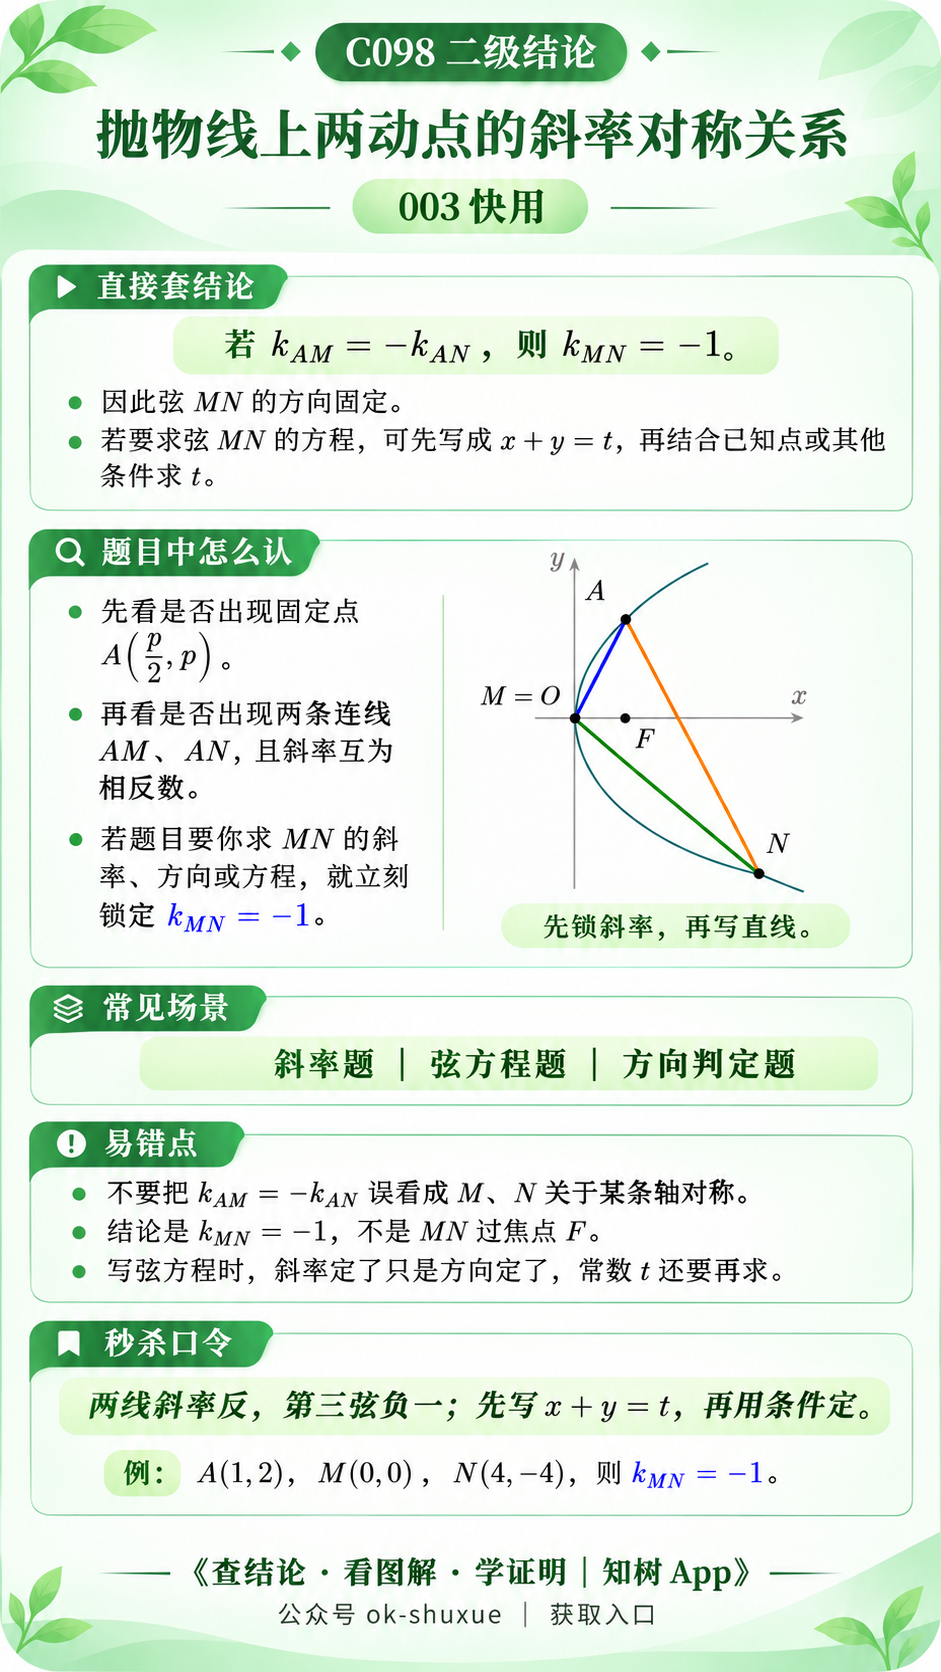 C098 二级结论
抛物线上两动点的斜率对称关系
003 快用
直接套结论
若 k_{AM} = −k_{AN} ，则 k_{MN} = −1。
因此弦 MN 的方向固定。
若要求弦 MN 的方程，可先写成 x + y = t，再结合已知点或其他
条件求 t。
题目中怎么认
先看是否出现固定点
A(p/2, p) 。
再看是否出现两条连线
AM、AN，且斜率互为
相反数。
若题目要你求 MN 的斜
率、方向或方程，就立刻
锁定 k_{MN} = −1。
y
A
M = O
x
F
N
先锁斜率，再写直线。
常见场景
斜率题 | 弦方程题 | 方向判定题
易错点
不要把 k_{AM} = −k_{AN} 误看成 M、N 关于某条轴对称。
结论是 k_{MN} = −1，不是 MN 过焦点 F。
写弦方程时，斜率定了只是方向定了，常数 t 还要再求。
秒杀口令
两线斜率反，第三弦负一；先写 x + y = t，再用条件定。
例： A(1,2)，M(0,0)，N(4,−4)，则 k_{MN} = −1。
《查结论 · 看图解 · 学证明 | 知树 App》
公众号 ok-shuxue | 获取入口